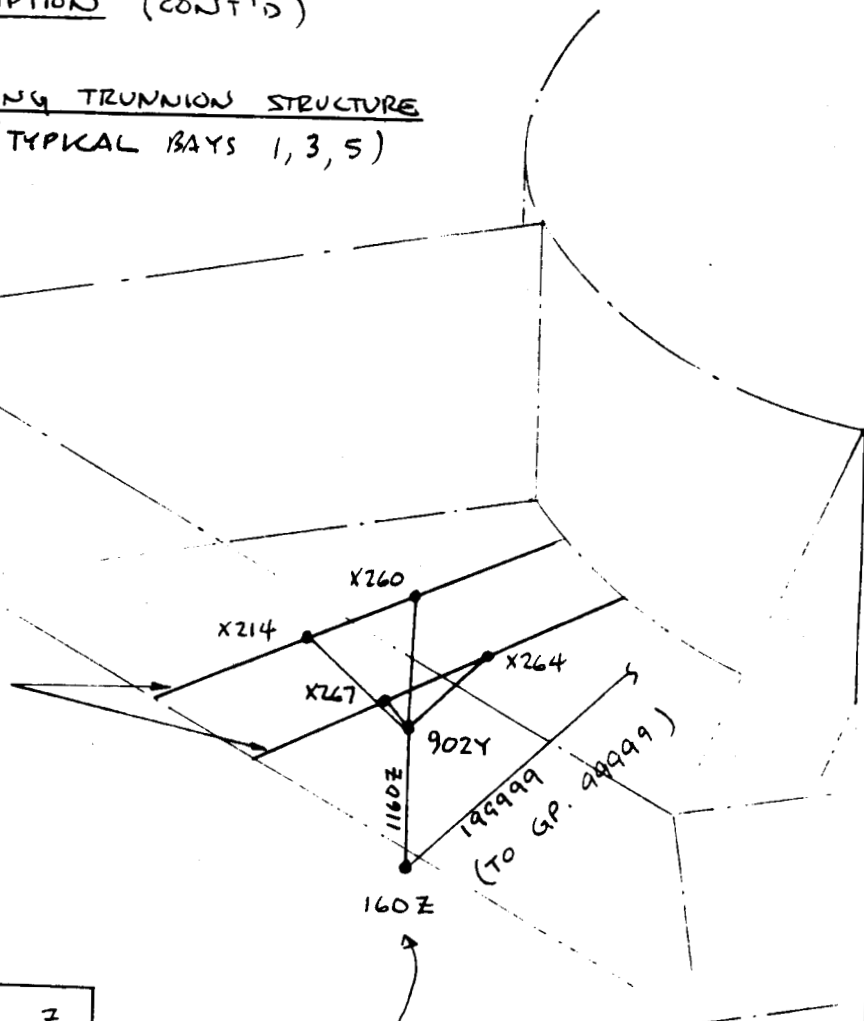 PTION (CONT'D)
NG TRUNNION STRUCTURE
(TYPICAL BAYS 1, 3, 5)
X260
X214
X264
X267
902Y
1160Z
199999
(TO GP. 99999)
160Z
Z